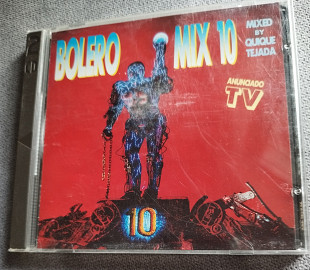 BOLERO MIX 10
MIXED
BY
QUIQUE
TEJADA
ANUNCIADO
TV
10